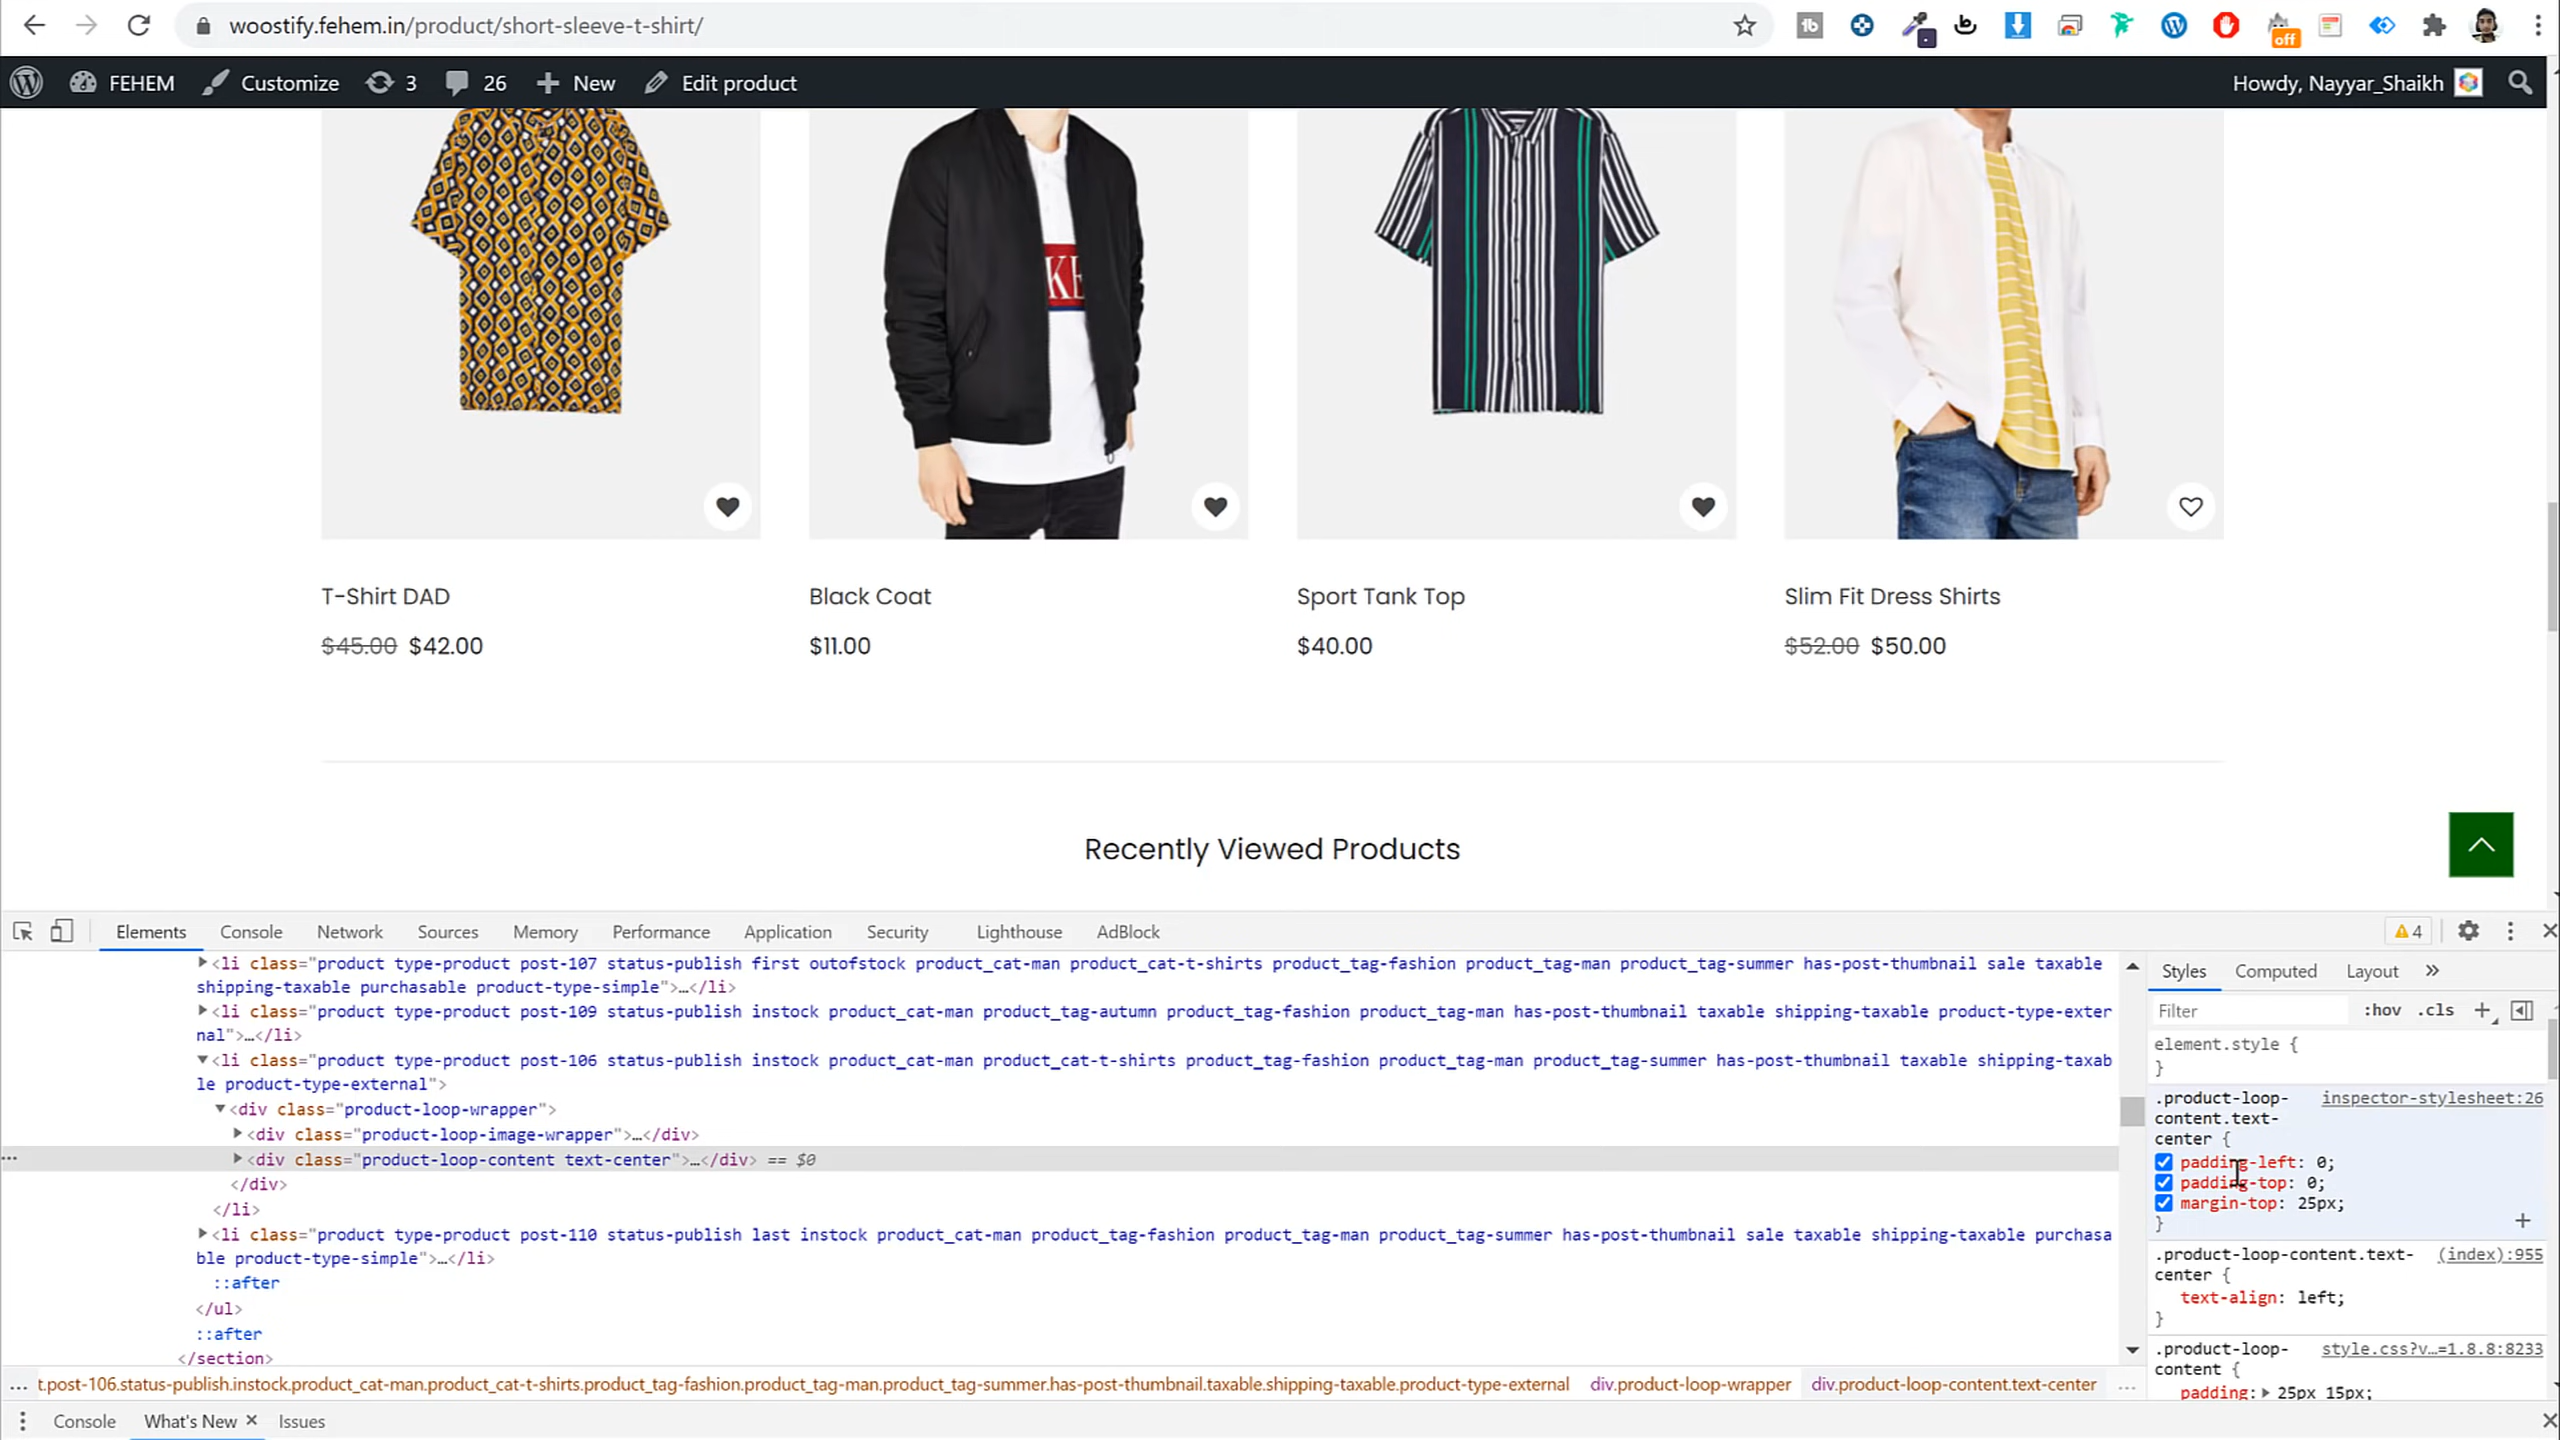 woostify.fehem.in/product/short-sleeve-t-shirt/
off
FEHEM Customize 3 26 New Edit product Howdy, Nayyar_Shaikh
KE
T-Shirt DAD Black Coat Sport Tank Top Slim Fit Dress Shirts
$45.00 $42.00 $11.00 $40.00 $52.00 $50.00
Recently Viewed Products
Elements Console Network Sources Memory Performance Application Security Lighthouse AdBlock 4
<li class="product type-product post-107 status-publish first outofstock product_cat-man product_cat-t-shirts product_tag-fashion product_tag-man product_tag-summer has-post-thumbnail sale taxable
shipping-taxable purchasable product-type-simple">…</li>
<li class="product type-product post-109 status-publish instock product_cat-man product_tag-autumn product_tag-fashion product_tag-man has-post-thumbnail taxable shipping-taxable product-type-exter
nal">…</li>
<li class="product type-product post-106 status-publish instock product_cat-man product_cat-t-shirts product_tag-fashion product_tag-man product_tag-summer has-post-thumbnail taxable shipping-taxab
le product-type-external">
<div class="product-loop-wrapper">
<div class="product-loop-image-wrapper">…</div>
… <div class="product-loop-content text-center">…</div> == $0
</div>
</li>
<li class="product type-product post-110 status-publish last instock product_cat-man product_tag-fashion product_tag-man product_tag-summer has-post-thumbnail sale taxable shipping-taxable purchasa
ble product-type-simple">…</li>
::after
</ul>
::after
</section>
… t.post-106.status-publish.instock.product_cat-man.product_cat-t-shirts.product_tag-fashion.product_tag-man.product_tag-summer.has-post-thumbnail.taxable.shipping-taxable.product-type-external div.product-loop-wrapper div.product-loop-content.text-center …
Styles Computed Layout »
Filter :hov .cls +
element.style {
}
.product-loop- inspector-stylesheet:26
content.text-
center {
padding-left: 0;
padding-top: 0;
margin-top: 25px;
}
.product-loop-content.text- (index):955
center {
text-align: left;
}
.product-loop- style.css?v…=1.8.8:8233
content {
padding: 25px 15px;
Console What's New × Issues